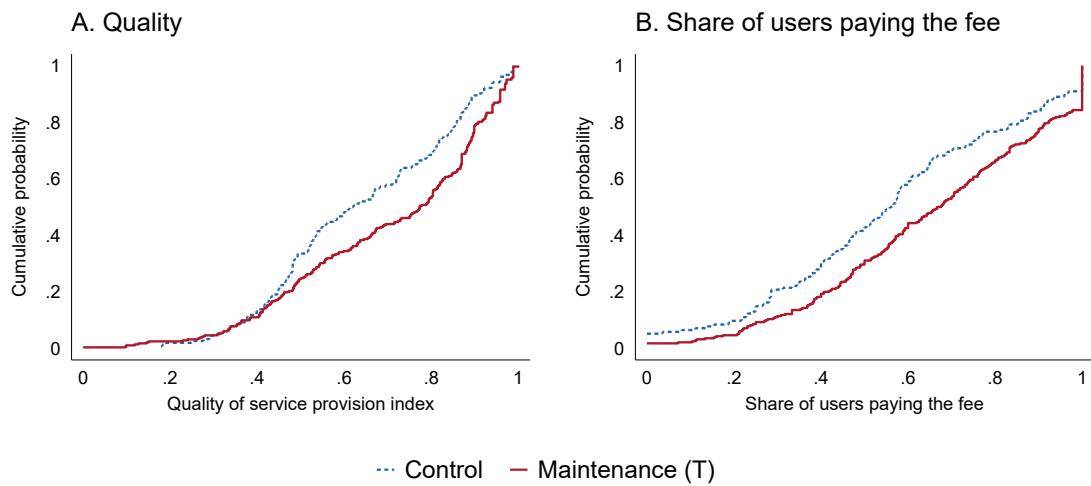 A. Quality
Cumulative probability
1
.8
.6
.4
.2
0
0 .2 .4 .6 .8 1
Quality of service provision index
B. Share of users paying the fee
Cumulative probability
1
.8
.6
.4
.2
0
0 .2 .4 .6 .8 1
Share of users paying the fee
Control Maintenance (T)